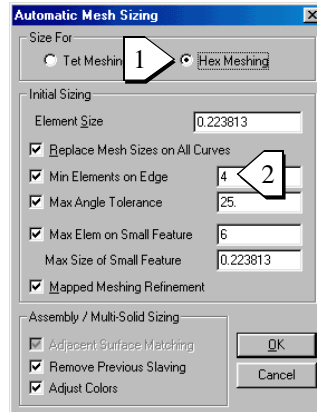 Automatic Mesh Sizing
Size For
Tet Meshin
1
Hex Meshing
Initial Sizing
Element Size 0.223813
Replace Mesh Sizes on All Curves
Min Elements on Edge 4
2
Max Angle Tolerance 25.
Max Elem on Small Feature 6
Max Size of Small Feature 0.223813
Mapped Meshing Refinement
Assembly / Multi-Solid Sizing
Adjacent Surface Matching
OK
Remove Previous Slaving
Cancel
Adjust Colors